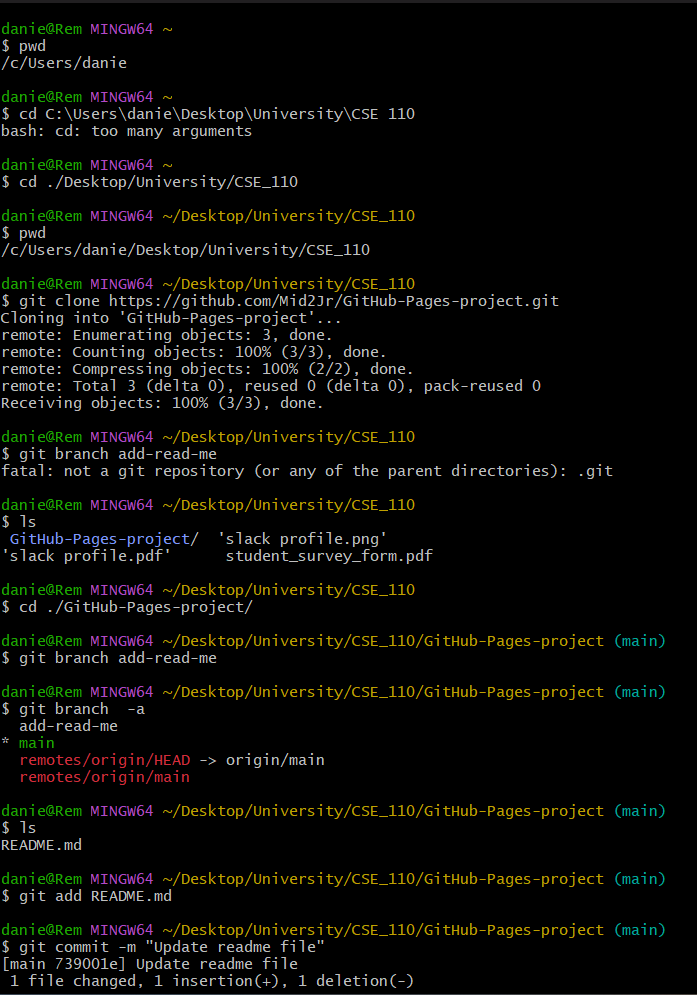 danie@Rem MINGW64 ~
$ pwd
/c/Users/danie

danie@Rem MINGW64 ~
$ cd C:\Users\danie\Desktop\University\CSE 110
bash: cd: too many arguments

danie@Rem MINGW64 ~
$ cd ./Desktop/University/CSE_110

danie@Rem MINGW64 ~/Desktop/University/CSE_110
$ pwd
/c/Users/danie/Desktop/University/CSE_110

danie@Rem MINGW64 ~/Desktop/University/CSE_110
$ git clone https://github.com/Mid2Jr/GitHub-Pages-project.git
Cloning into 'GitHub-Pages-project'...
remote: Enumerating objects: 3, done.
remote: Counting objects: 100% (3/3), done.
remote: Compressing objects: 100% (2/2), done.
remote: Total 3 (delta 0), reused 0 (delta 0), pack-reused 0
Receiving objects: 100% (3/3), done.

danie@Rem MINGW64 ~/Desktop/University/CSE_110
$ git branch add-read-me
fatal: not a git repository (or any of the parent directories): .git

danie@Rem MINGW64 ~/Desktop/University/CSE_110
$ ls
 GitHub-Pages-project/  'slack profile.png'
'slack profile.pdf'      student_survey_form.pdf

danie@Rem MINGW64 ~/Desktop/University/CSE_110
$ cd ./GitHub-Pages-project/

danie@Rem MINGW64 ~/Desktop/University/CSE_110/GitHub-Pages-project (main)
$ git branch add-read-me

danie@Rem MINGW64 ~/Desktop/University/CSE_110/GitHub-Pages-project (main)
$ git branch  -a
  add-read-me
* main
  remotes/origin/HEAD -> origin/main
  remotes/origin/main

danie@Rem MINGW64 ~/Desktop/University/CSE_110/GitHub-Pages-project (main)
$ ls
README.md

danie@Rem MINGW64 ~/Desktop/University/CSE_110/GitHub-Pages-project (main)
$ git add README.md

danie@Rem MINGW64 ~/Desktop/University/CSE_110/GitHub-Pages-project (main)
$ git commit -m "Update readme file"
[main 739001e] Update readme file
 1 file changed, 1 insertion(+), 1 deletion(-)